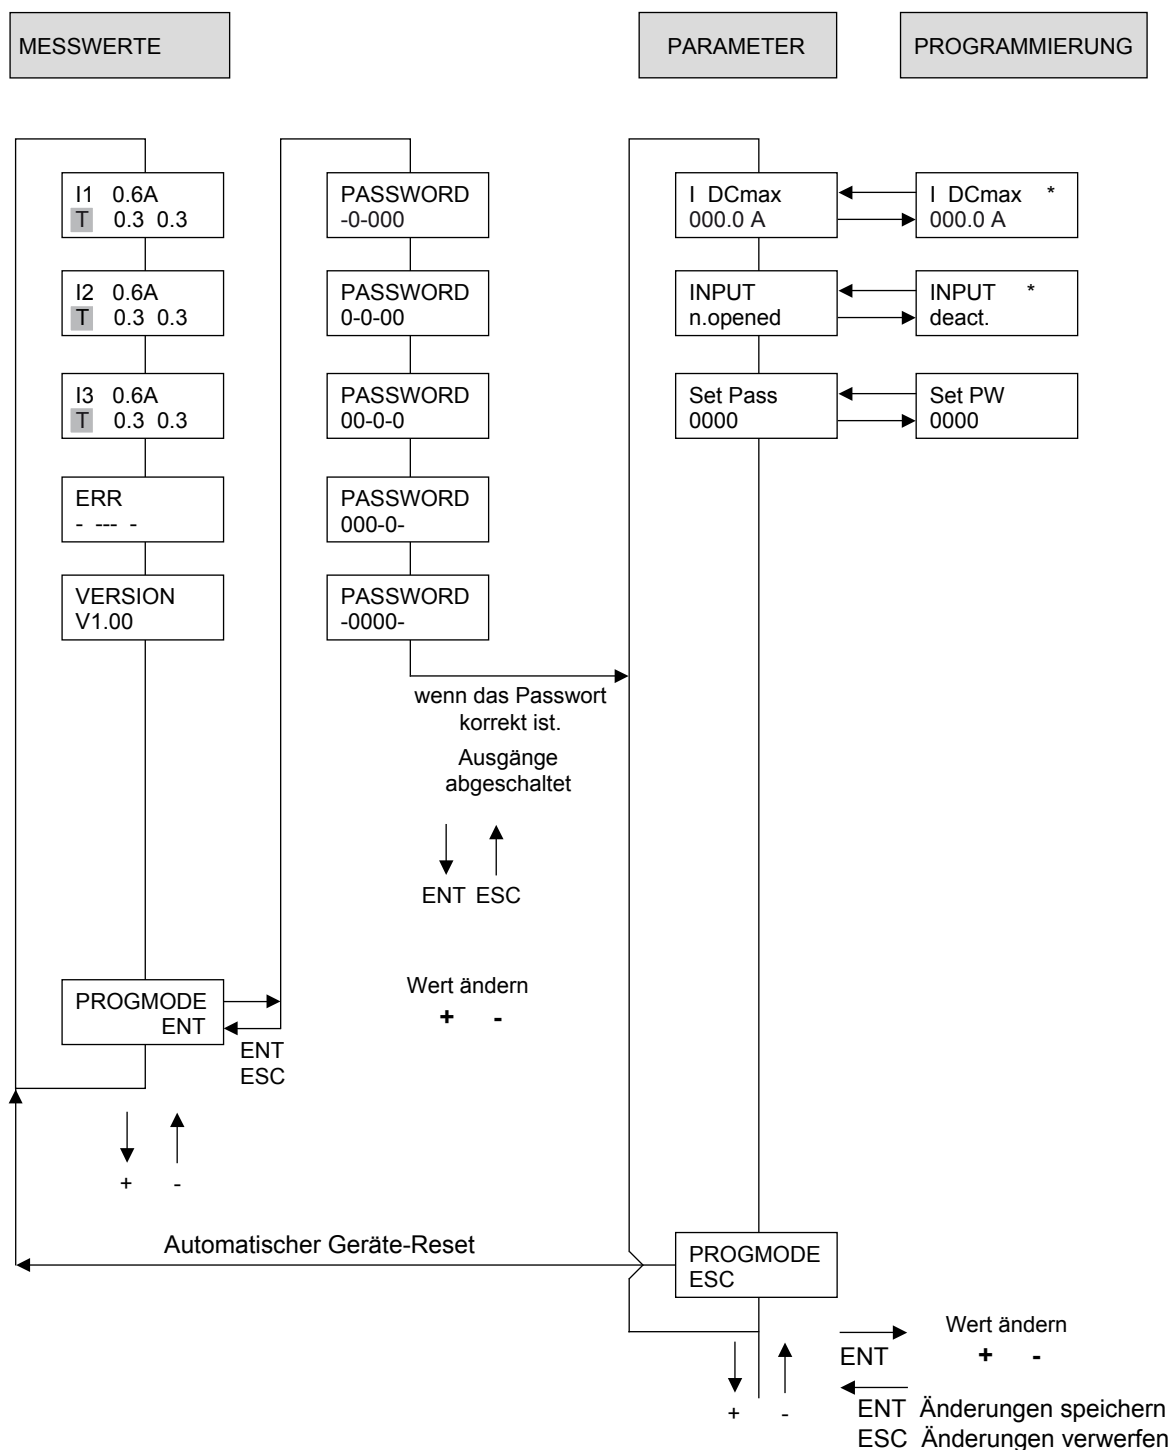 MESSWERTE
PARAMETER
PROGRAMMIERUNG
I1 0.6A
T 0.3 0.3
I2 0.6A
T 0.3 0.3
I3 0.6A
T 0.3 0.3
ERR
- --- -
VERSION
V1.00
PROGMODE
ENT
ENT
ESC
+ -
PASSWORD
-0-000
PASSWORD
0-0-00
PASSWORD
00-0-0
PASSWORD
000-0-
PASSWORD
-0000-
wenn das Passwort
korrekt ist.
Ausgänge
abgeschaltet
ENT ESC
Wert ändern
+ -
I DCmax
000.0 A
I DCmax *
000.0 A
INPUT
n.opened
INPUT *
deact.
Set Pass
0000
Set PW
0000
Automatischer Geräte-Reset
PROGMODE
ESC
+ -
ENT
Wert ändern
+ -
ENT Änderungen speichern
ESC Änderungen verwerfen